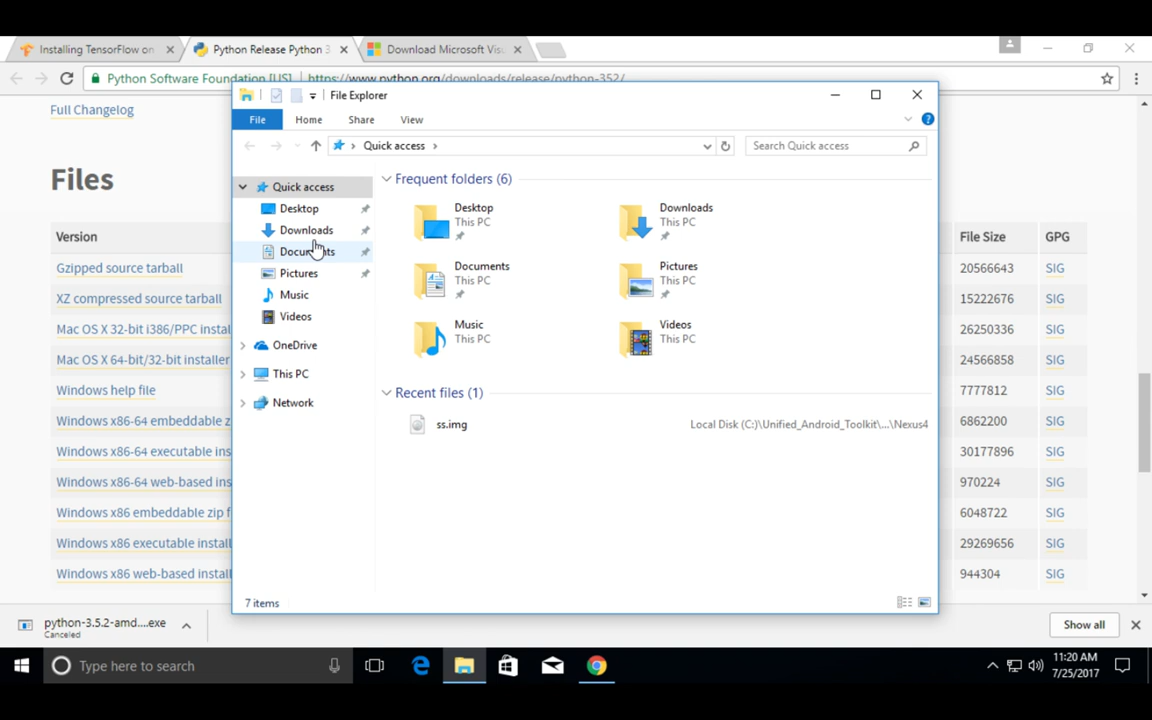 Installing TensorFlow on
Python Release Python 3
Download Microsoft Visu
Python Software Foundation [US]
https://www.python.org/downloads/release/python-352/
Full Changelog
Files
Version
File Size
GPG
Gzipped source tarball
20566643
SIG
XZ compressed source tarball
15222676
SIG
Mac OS X 32-bit i386/PPC instal
26250336
SIG
Mac OS X 64-bit/32-bit installer
24566858
SIG
Windows help file
7777812
SIG
Windows x86-64 embeddable z
6862200
SIG
Windows x86-64 executable ins
30177896
SIG
Windows x86-64 web-based ins
970224
SIG
Windows x86 embeddable zip f
6048722
SIG
Windows x86 executable install
29269656
SIG
Windows x86 web-based install
944304
SIG
File Explorer
File
Home
Share
View
Quick access
Search Quick access
Quick access
Desktop
Downloads
Documents
Pictures
Music
Videos
OneDrive
This PC
Network
Frequent folders (6)
Desktop
This PC
Downloads
This PC
Documents
This PC
Pictures
This PC
Music
This PC
Videos
This PC
Recent files (1)
ss.img
Local Disk (C:)\Unified_Android_Toolkit\...\Nexus4
7 items
python-3.5.2-amd....exe
Canceled
Show all
Type here to search
11:20 AM
7/25/2017